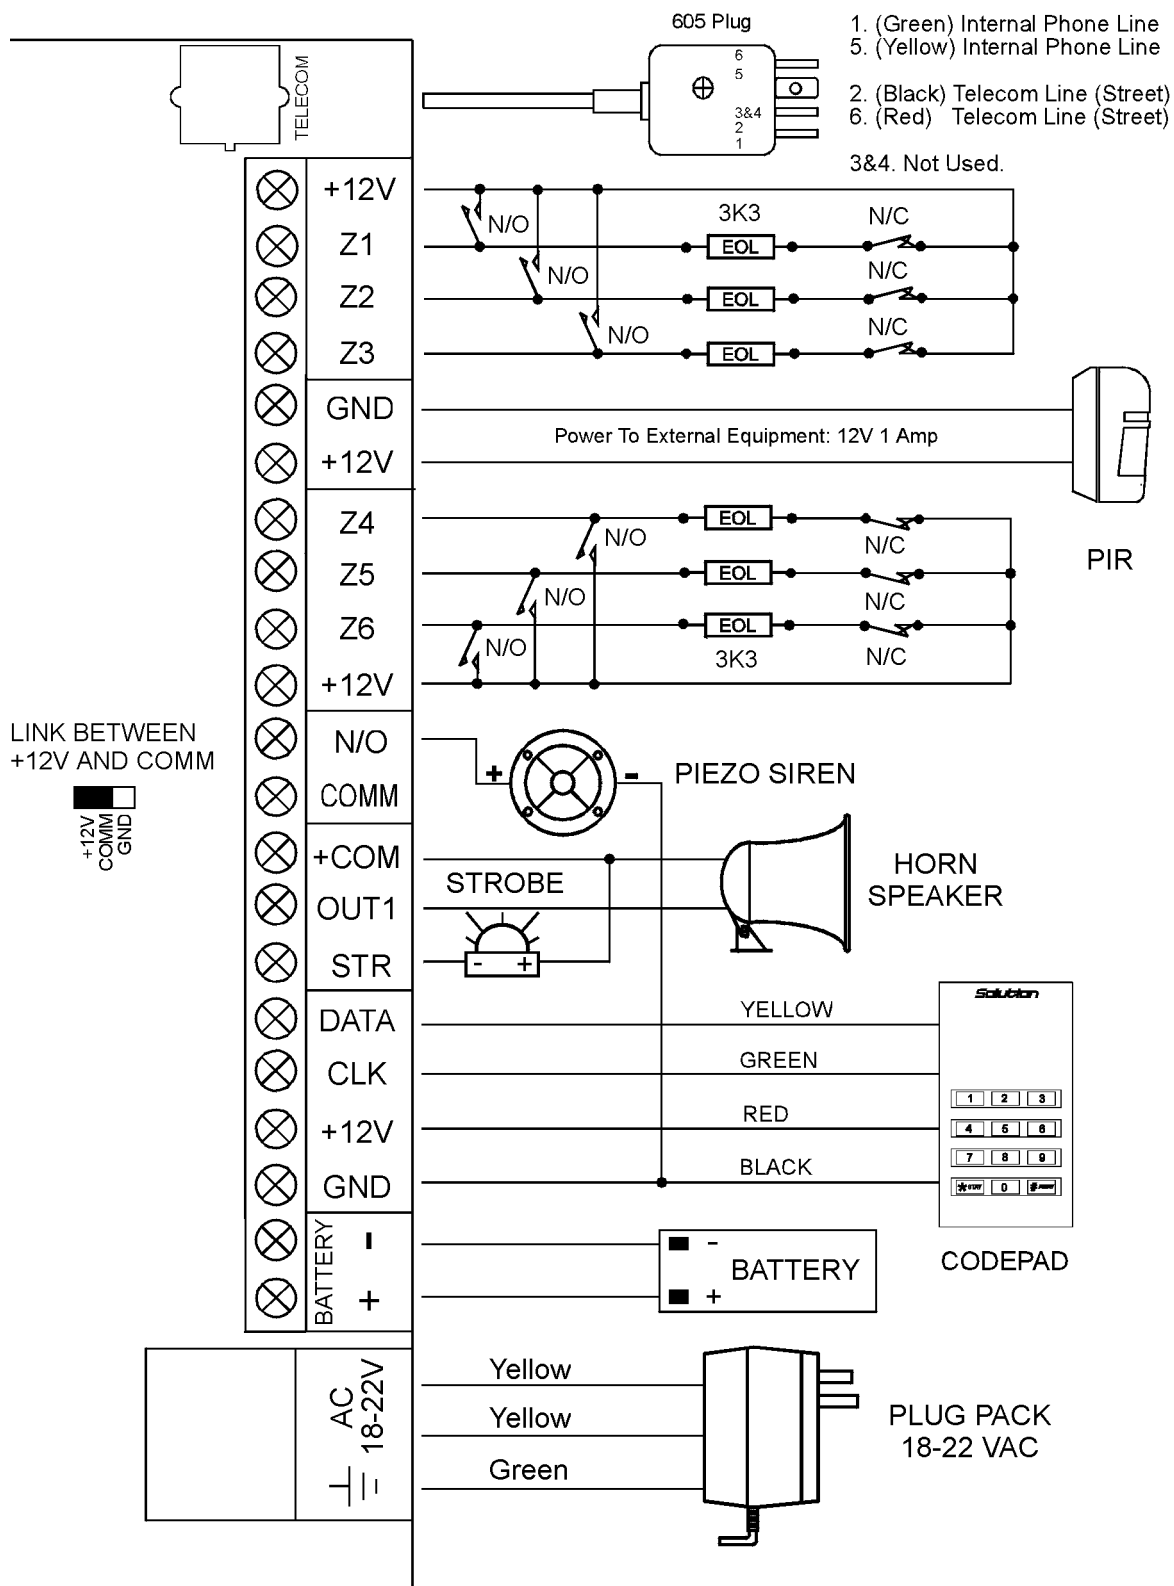 605 Plug
1. (Green) Internal Phone Line
5. (Yellow) Internal Phone Line
2. (Black) Telecom Line (Street)
6. (Red) Telecom Line (Street)
3&4. Not Used.
6
5
3&4
2
1
TELECOM
+12V
N/O
3K3
N/C
Z1
EOL
N/O
N/C
Z2
EOL
N/O
N/C
Z3
EOL
GND
Power To External Equipment: 12V 1 Amp
+12V
PIR
Z4
EOL
N/O
N/C
Z5
EOL
N/O
N/C
Z6
EOL
N/O
3K3
N/C
+12V
LINK BETWEEN
+12V AND COMM
+12V
COMM
GND
N/O
+
-
PIEZO SIREN
COMM
+COM
STROBE
HORN
SPEAKER
OUT1
STR
- +
DATA
YELLOW
Solution
CLK
GREEN
1 2 3
+12V
RED
4 5 6
7 8 9
GND
BLACK
* STAY 0 # AWAY
CODEPAD
BATTERY
-
+
-
BATTERY
+
AC
18-22V
Yellow
Yellow
Green
PLUG PACK
18-22 VAC